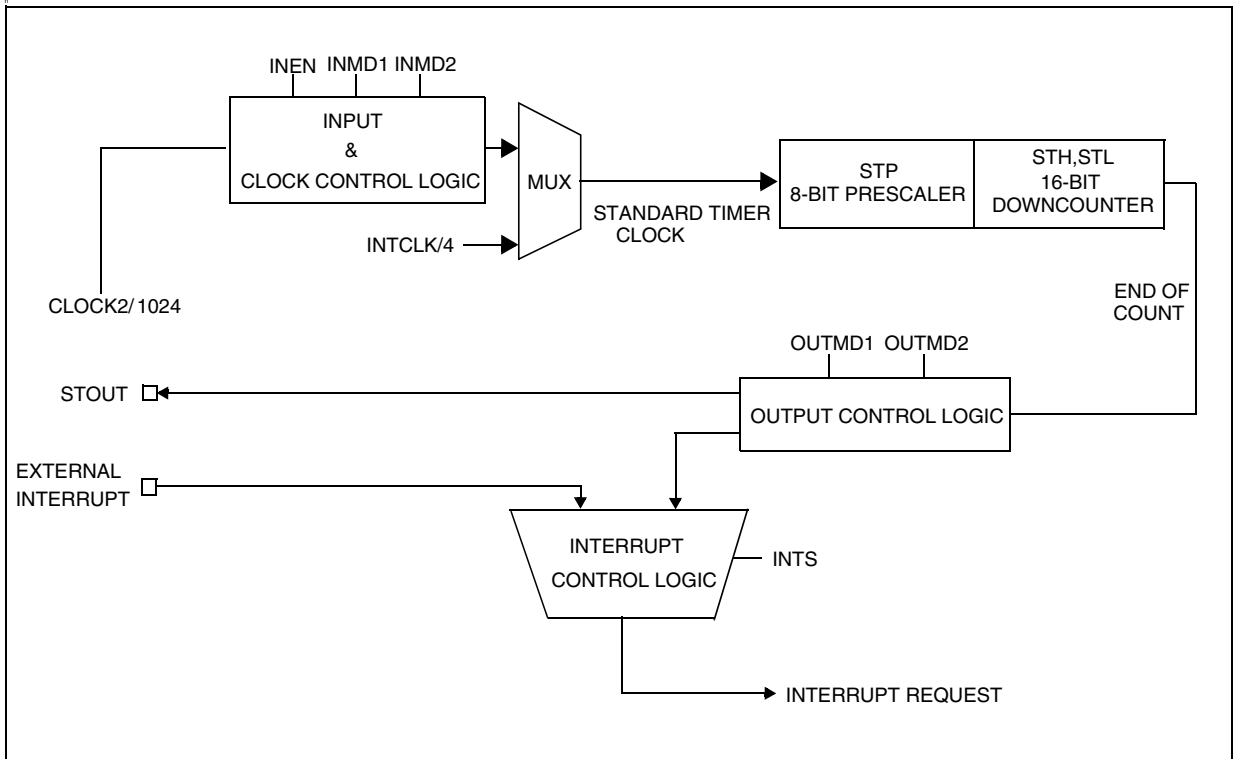 INEN INMD1 INMD2
INPUT
&
CLOCK CONTROL LOGIC
MUX
INTCLK/4
CLOCK2/1024
STANDARD TIMER
CLOCK
STP
8-BIT PRESCALER
STH,STL
16-BIT
DOWNCOUNTER
END OF
COUNT
OUTMD1 OUTMD2
OUTPUT CONTROL LOGIC
STOUT
EXTERNAL
INTERRUPT
INTERRUPT
CONTROL LOGIC
INTS
INTERRUPT REQUEST